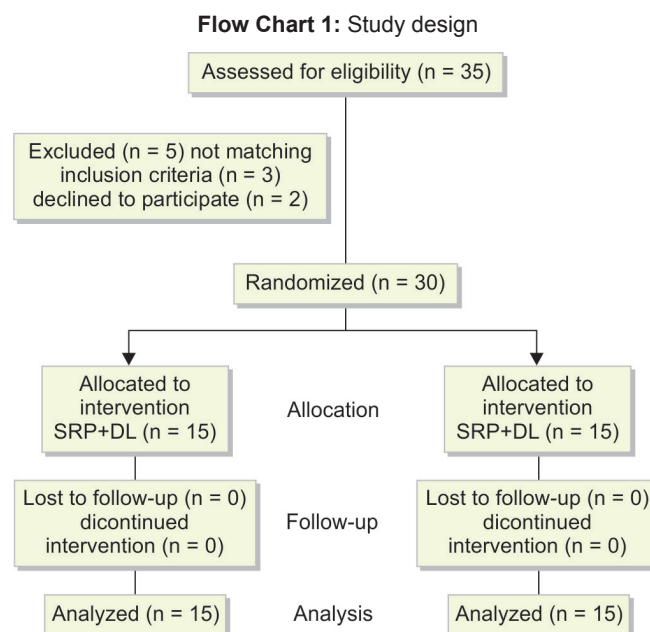 Flow Chart 1: Study design
Assessed for eligibility (n = 35)
Excluded (n = 5) not matching
inclusion criteria (n = 3)
declined to participate (n = 2)
Randomized (n = 30)
Allocated to
intervention
SRP+DL (n = 15)
Allocation
Allocated to
intervention
SRP+DL (n = 15)
Lost to follow-up (n = 0)
dicontinued
intervention (n = 0)
Follow-up
Lost to follow-up (n = 0)
dicontinued
intervention (n = 0)
Analyzed (n = 15)
Analysis
Analyzed (n = 15)